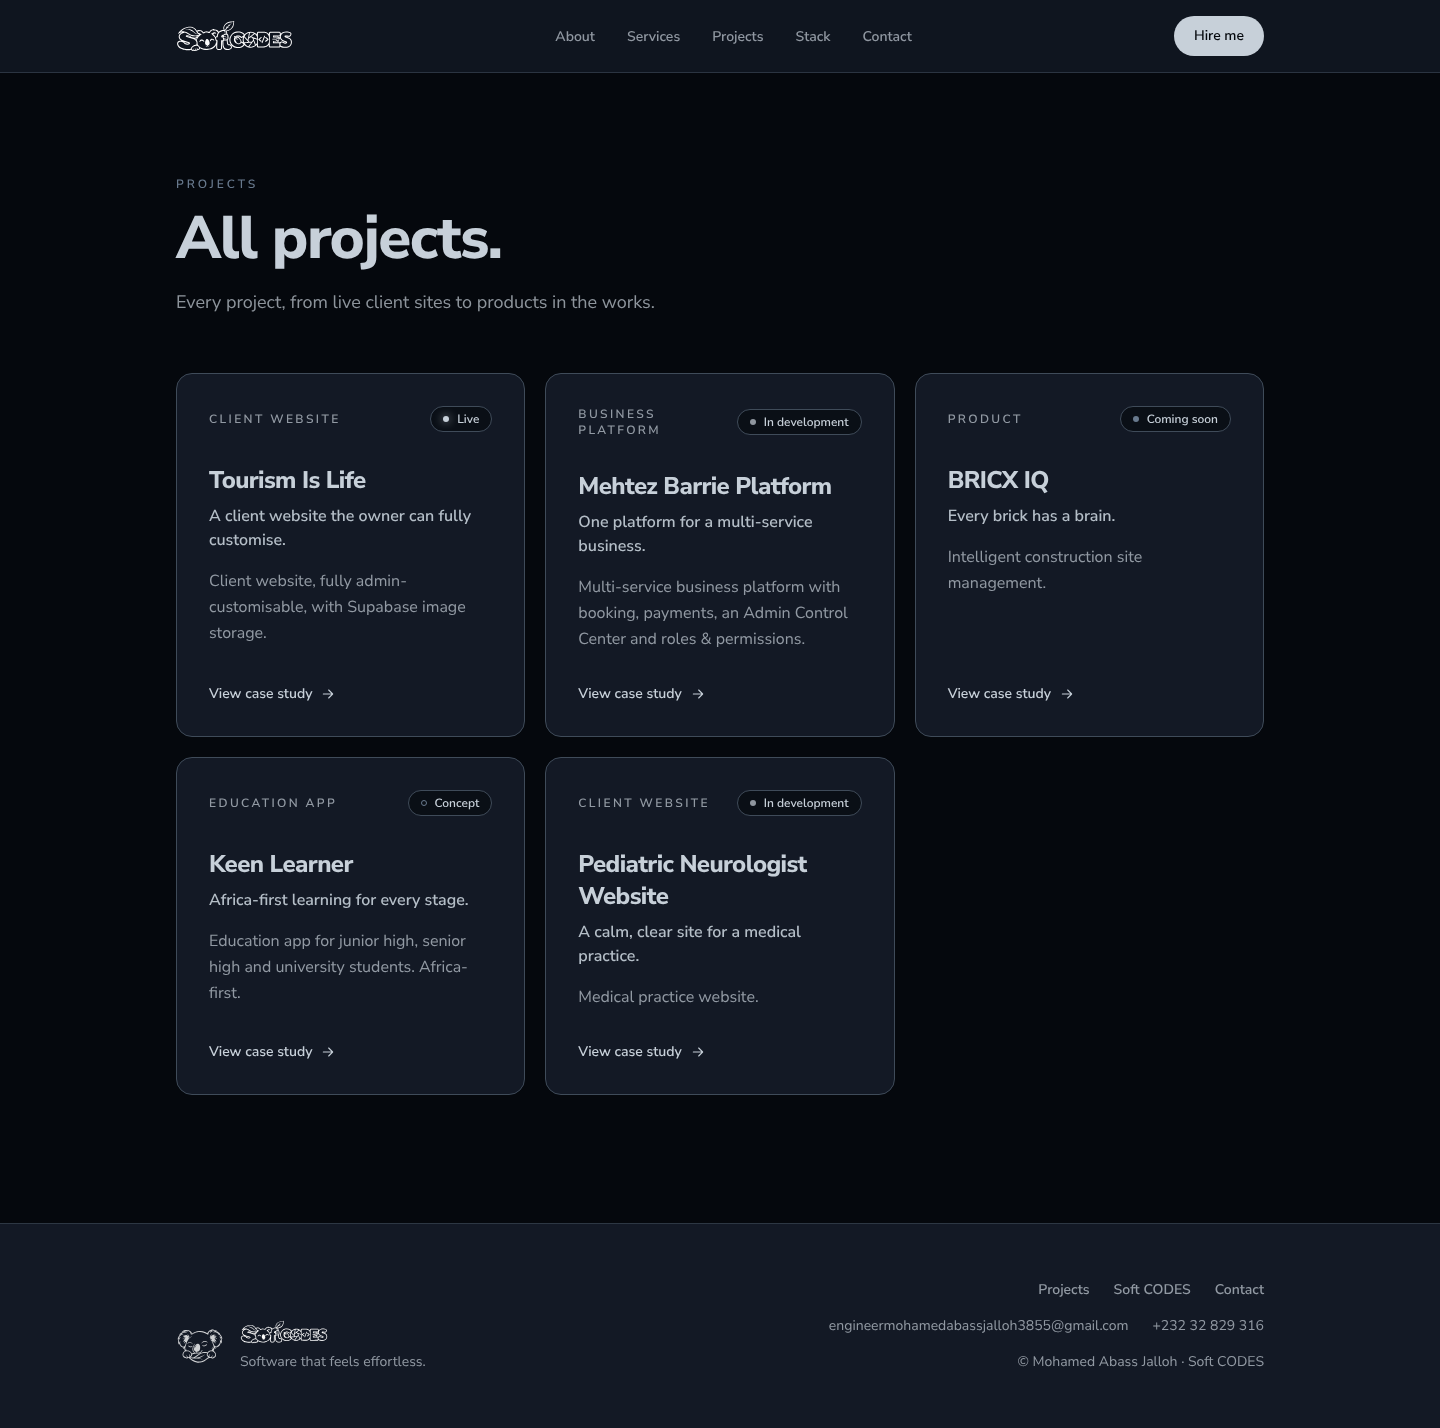 Soft CODES
About
Services
Projects
Stack
Contact
Hire me
PROJECTS
All projects.
Every project, from live client sites to products in the works.
CLIENT WEBSITE
Live
Tourism Is Life
A client website the owner can fully
customise.
Client website, fully admin-
customisable, with Supabase image
storage.
View case study →
BUSINESS
PLATFORM
In development
Mehtez Barrie Platform
One platform for a multi-service
business.
Multi-service business platform with
booking, payments, an Admin Control
Center and roles & permissions.
View case study →
PRODUCT
Coming soon
BRICX IQ
Every brick has a brain.
Intelligent construction site
management.
View case study →
EDUCATION APP
Concept
Keen Learner
Africa-first learning for every stage.
Education app for junior high, senior
high and university students. Africa-
first.
View case study →
CLIENT WEBSITE
In development
Pediatric Neurologist
Website
A calm, clear site for a medical
practice.
Medical practice website.
View case study →
Soft CODES
Software that feels effortless.
Projects
Soft CODES
Contact
engineermohamedabassjalloh3855@gmail.com
+232 32 829 316
© Mohamed Abass Jalloh · Soft CODES